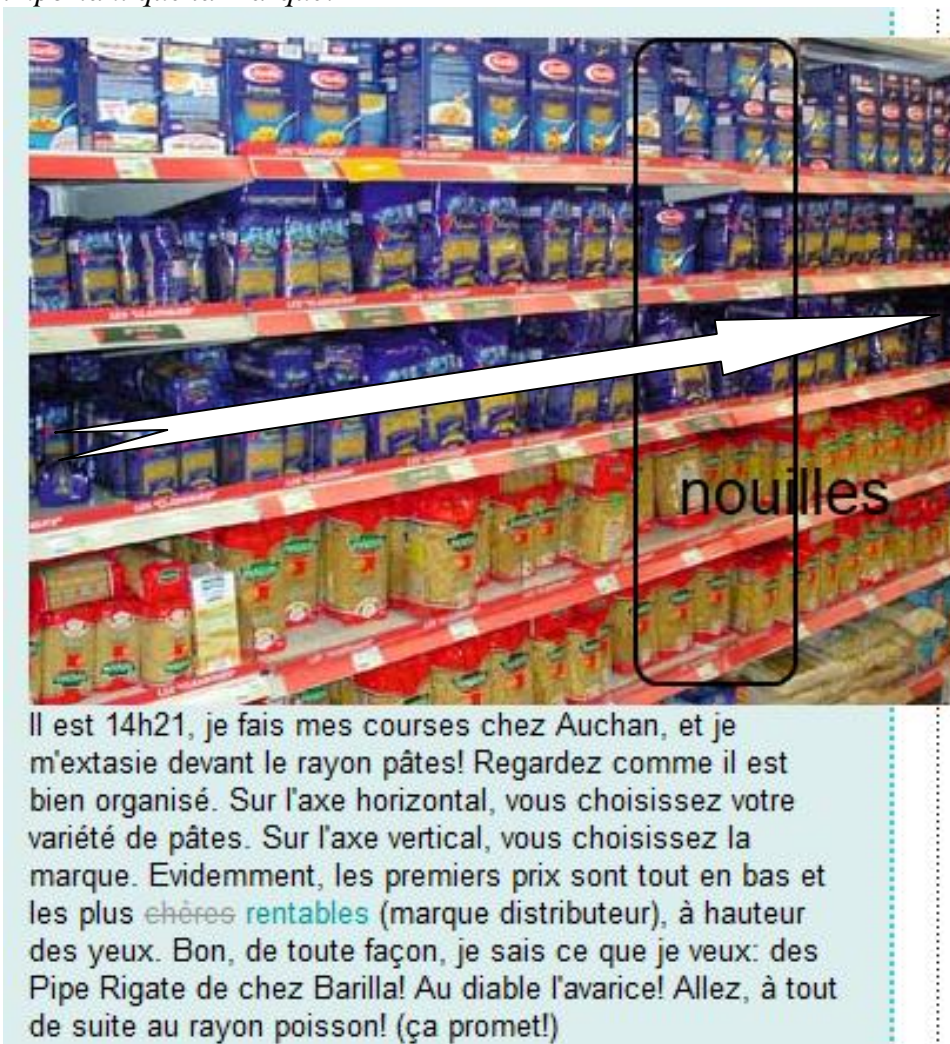 nouilles
Il est 14h21, je fais mes courses chez Auchan, et je
m'extasie devant le rayon pâtes! Regardez comme il est
bien organisé. Sur l'axe horizontal, vous choisissez votre
variété de pâtes. Sur l'axe vertical, vous choisissez la
marque. Evidemment, les premiers prix sont tout en bas et
les plus chères rentables (marque distributeur), à hauteur
des yeux. Bon, de toute façon, je sais ce que je veux: des
Pipe Rigate de chez Barilla! Au diable l'avarice! Allez, à tout
de suite au rayon poisson! (ça promet!)